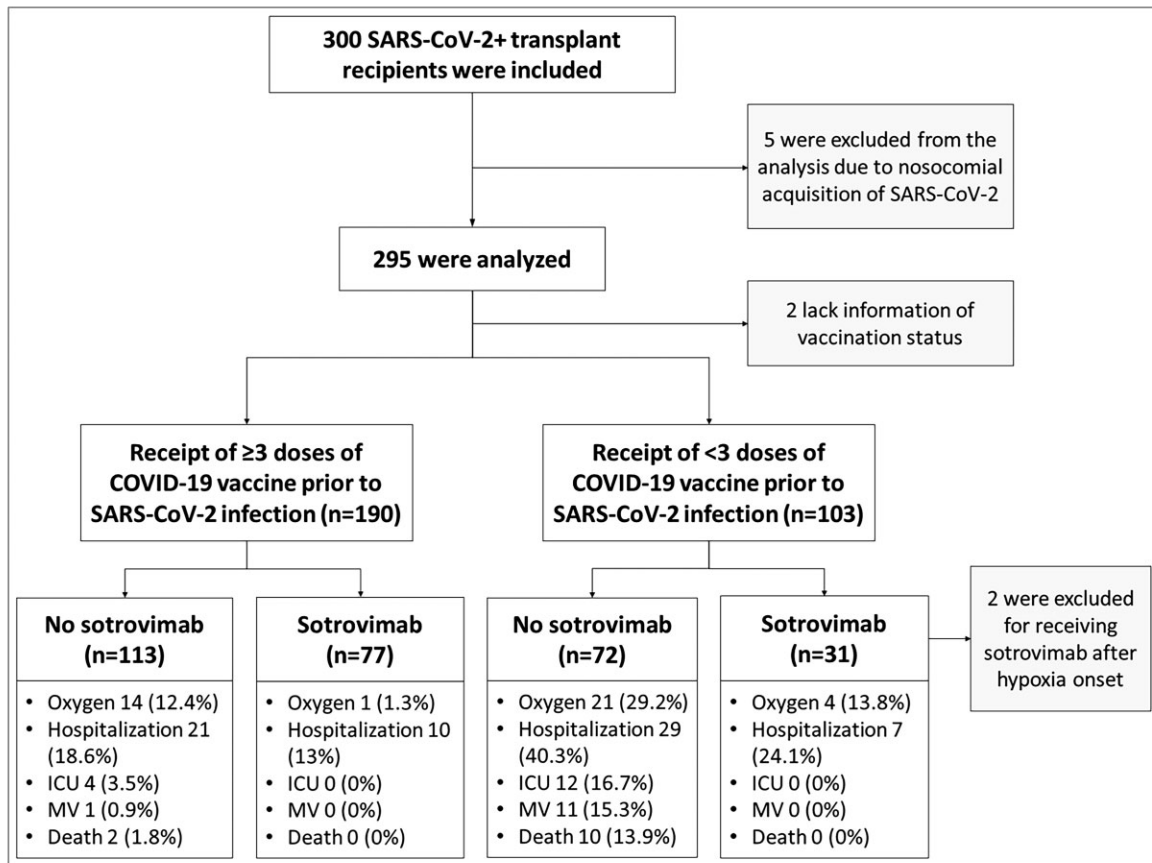 300 SARS-CoV-2+ transplant
recipients were included
5 were excluded from the
analysis due to nosocomial
acquisition of SARS-CoV-2
295 were analyzed
2 lack information of
vaccination status
Receipt of ≥3 doses of
COVID-19 vaccine prior to
SARS-CoV-2 infection (n=190)
Receipt of <3 doses of
COVID-19 vaccine prior to
SARS-CoV-2 infection (n=103)
No sotrovimab
(n=113)
• Oxygen 14 (12.4%)
• Hospitalization 21
(18.6%)
• ICU 4 (3.5%)
• MV 1 (0.9%)
• Death 2 (1.8%)
Sotrovimab
(n=77)
• Oxygen 1 (1.3%)
• Hospitalization 10
(13%)
• ICU 0 (0%)
• MV 0 (0%)
• Death 0 (0%)
No sotrovimab
(n=72)
• Oxygen 21 (29.2%)
• Hospitalization 29
(40.3%)
• ICU 12 (16.7%)
• MV 11 (15.3%)
• Death 10 (13.9%)
Sotrovimab
(n=31)
• Oxygen 4 (13.8%)
• Hospitalization 7
(24.1%)
• ICU 0 (0%)
• MV 0 (0%)
• Death 0 (0%)
2 were excluded
for receiving
sotrovimab after
hypoxia onset